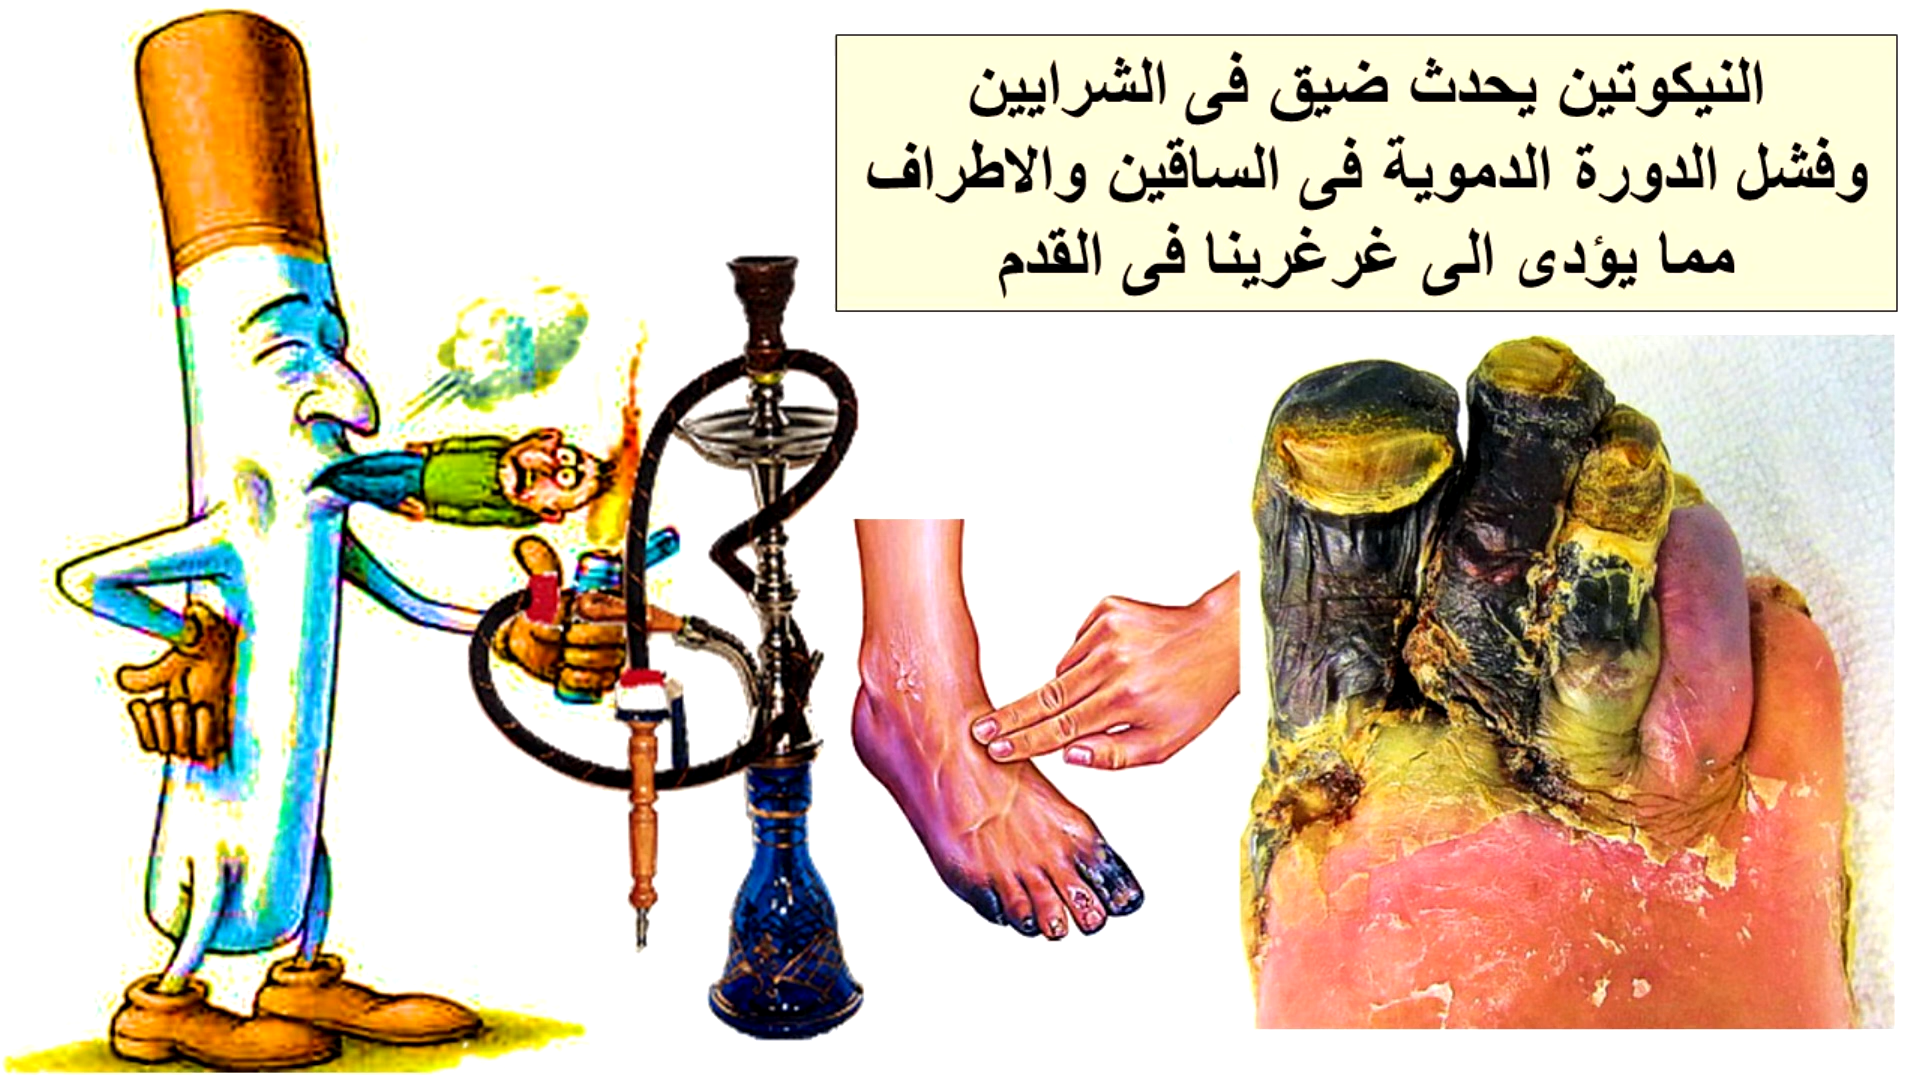 النيكوتين يحدث ضيق فى الشرايين
وفشل الدورة الدموية فى الساقين والاطراف
مما يؤدى الى غرغرينا فى القدم